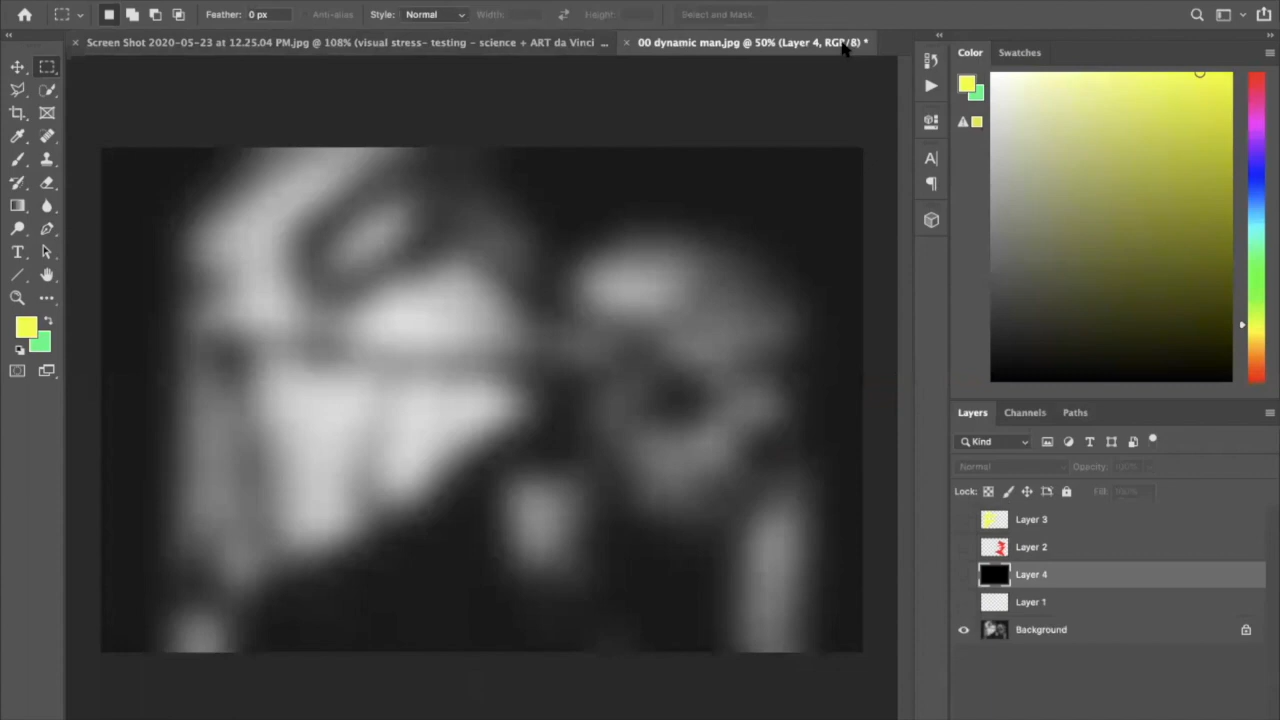 Feather: 0 px Anti-alias Style: Normal Width: Height: Select and Mask...
Screen Shot 2020-05-23 at 12.25.04 PM.jpg @ 108% (visual stress- testing - science + ART da Vinci ...
00 dynamic man.jpg @ 50% (Layer 4, RGB/8) *
Color Swatches
Layers Channels Paths
Kind
Normal Opacity: 100%
Lock: Fill: 100%
Layer 3
Layer 2
Layer 4
Layer 1
Background